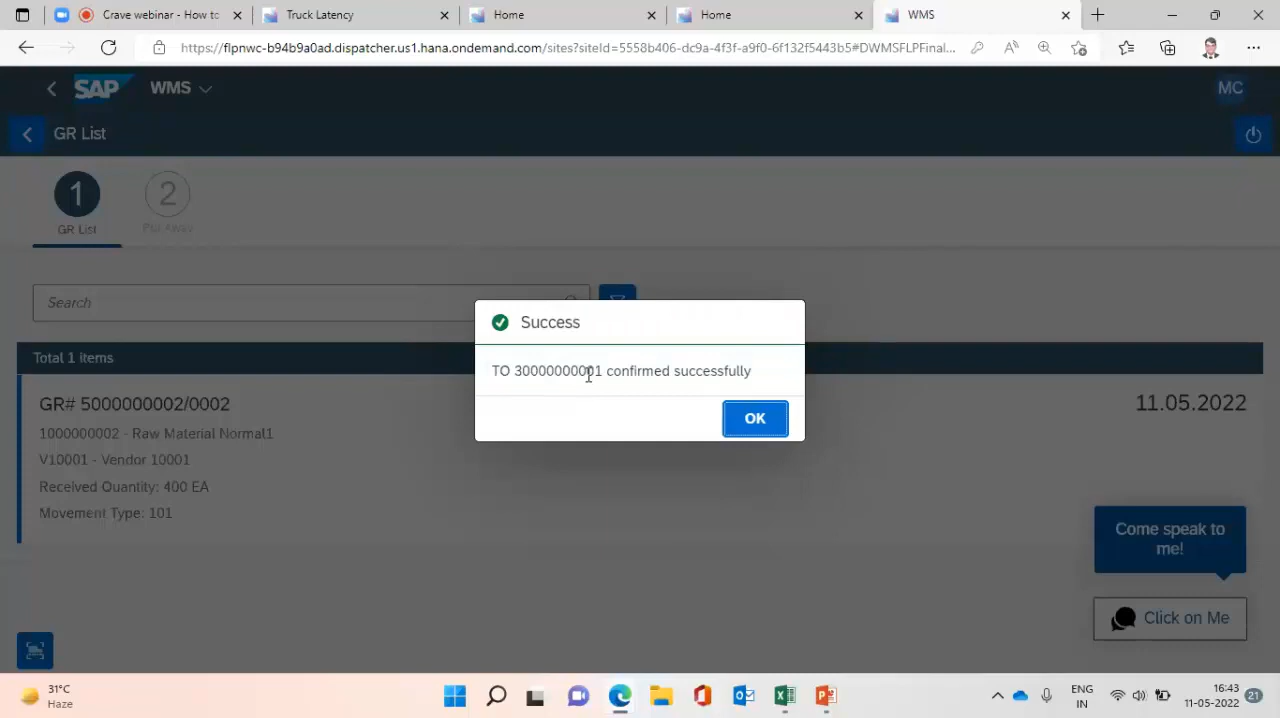 Crave webinar - How tc
Truck Latency
Home
Home
WMS
https://flpnwc-b94b9a0ad.dispatcher.us1.hana.ondemand.com/sites?siteId=5558b406-dc9a-4f3f-a9f0-6f132f5443b5#DWMSFLPFinal...
SAP WMS
MC
GR List
1
2
GR List
Put Away
Search
Success
TO 30000000001 confirmed successfully
OK
Total 1 items
GR# 5000000002/0002
11.05.2022
1000000002 - Raw Material Normal1
V10001 - Vendor 10001
Received Quantity: 400 EA
Movement Type: 101
Come speak to
me!
Click on Me
31°C
Haze
ENG
IN
16:43
11-05-2022
21